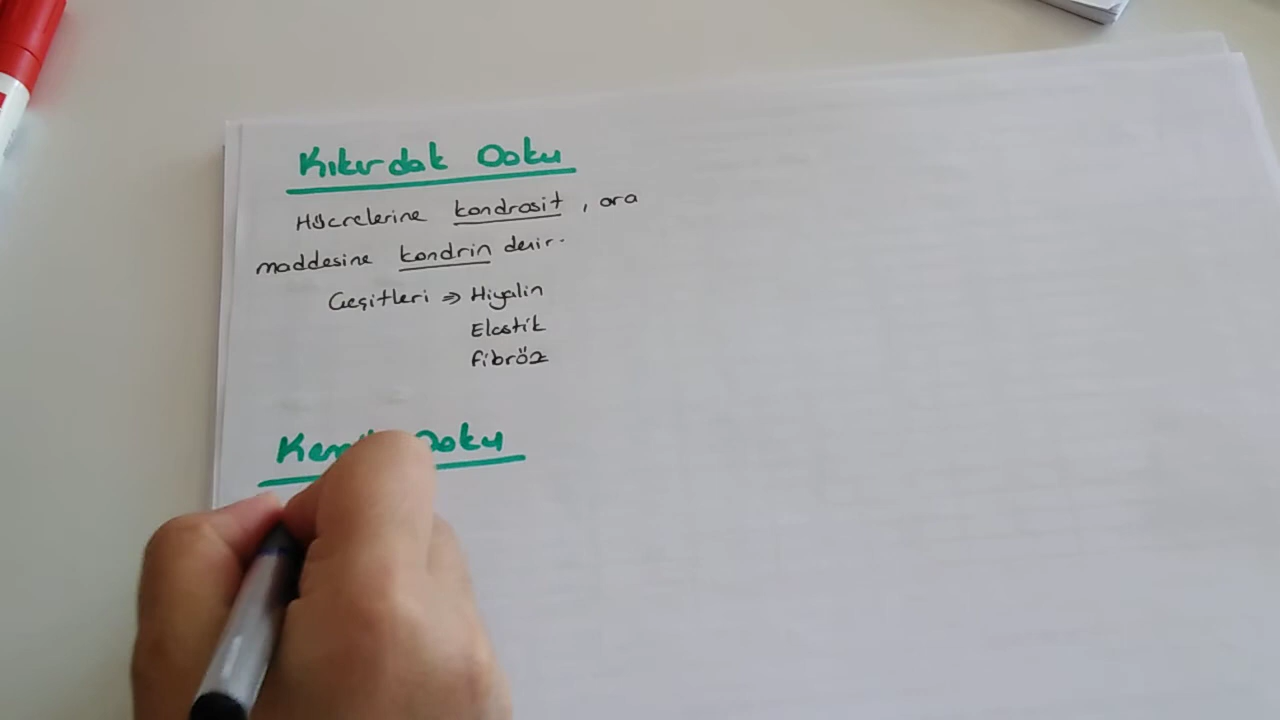 Kıkırdak Doku
Hücrelerine kondrosit, ara
maddesine kondrin denir.
Çeşitleri ⇒ Hiyalin
Elastik
Fibröz
Doku